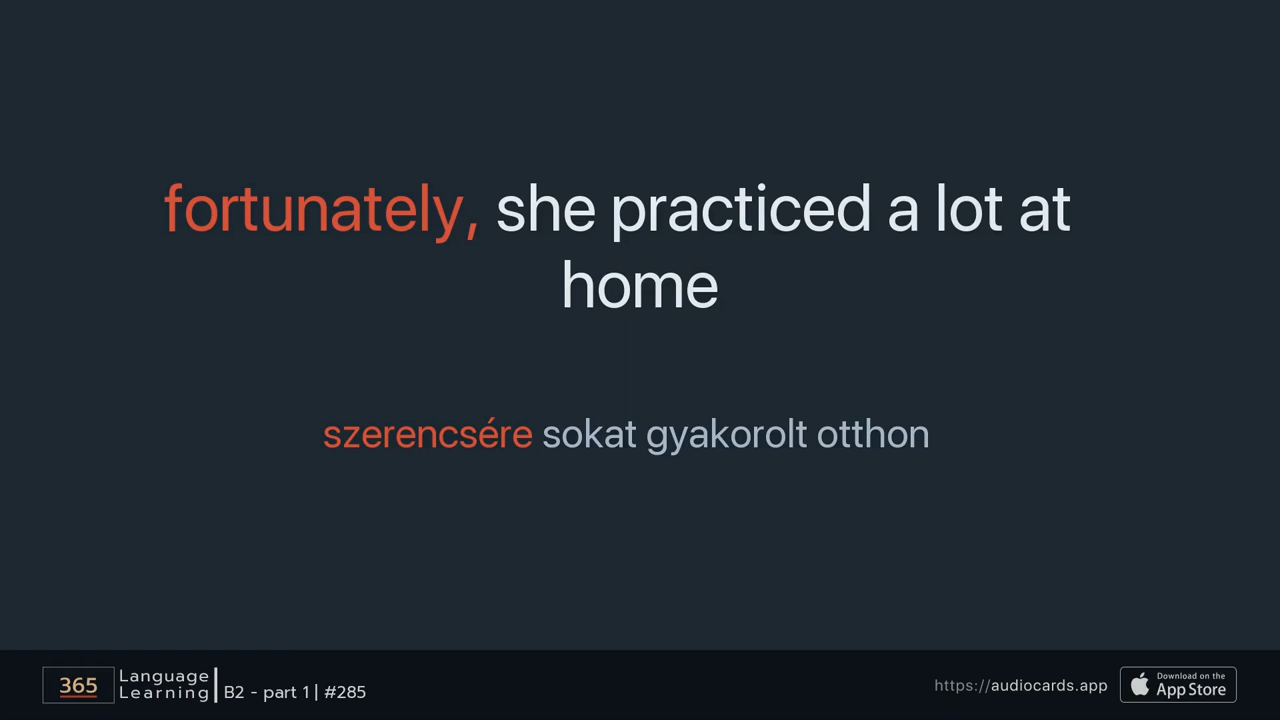 fortunately, she practiced a lot at
home
szerencsére sokat gyakorolt otthon
365 Language
Learning
B2 - part 1 | #285
https://audiocards.app
Download on the
App Store